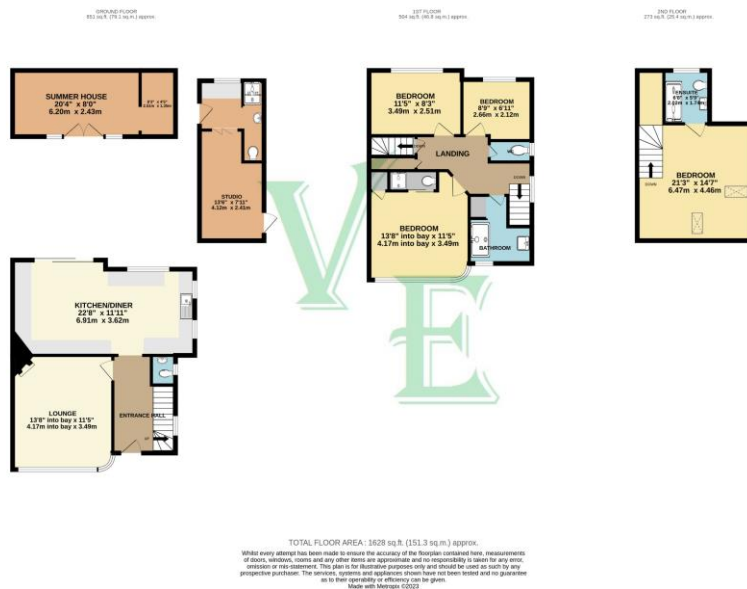 GROUND FLOOR
851 sq.ft. (79.1 sq.m.) approx.
SUMMER HOUSE
20'4" x 8'0"
6.20m x 2.43m
STUDIO
13'6" x 7'11"
4.12m x 2.41m
KITCHEN/DINER
22'8" x 11'11"
6.91m x 3.62m
LOUNGE
13'8" into bay x 11'5"
4.17m into bay x 3.49m
ENTRANCE HALL
UP
1ST FLOOR
504 sq.ft. (46.8 sq.m.) approx.
BEDROOM
11'5" x 8'3"
3.49m x 2.51m
BEDROOM
8'9" x 6'11"
2.66m x 2.12m
LANDING
DOWN
BEDROOM
13'8" into bay x 11'5"
4.17m into bay x 3.49m
BATHROOM
2ND FLOOR
273 sq.ft. (25.4 sq.m.) approx.
ENSUITE
BEDROOM
21'3" x 14'7"
6.47m x 4.46m
DOWN
VE
TOTAL FLOOR AREA : 1628 sq.ft. (151.3 sq.m.) approx.
Whilst every attempt has been made to ensure the accuracy of the floorplan contained here, measurements
of doors, windows, rooms and any other items are approximate and no responsibility is taken for any error,
omission or mis-statement. This plan is for illustrative purposes only and should be used as such by any
prospective purchaser. The services, systems and appliances shown have not been tested and no guarantee
as to their operability or efficiency can be given.
Made with Metropix ©2023